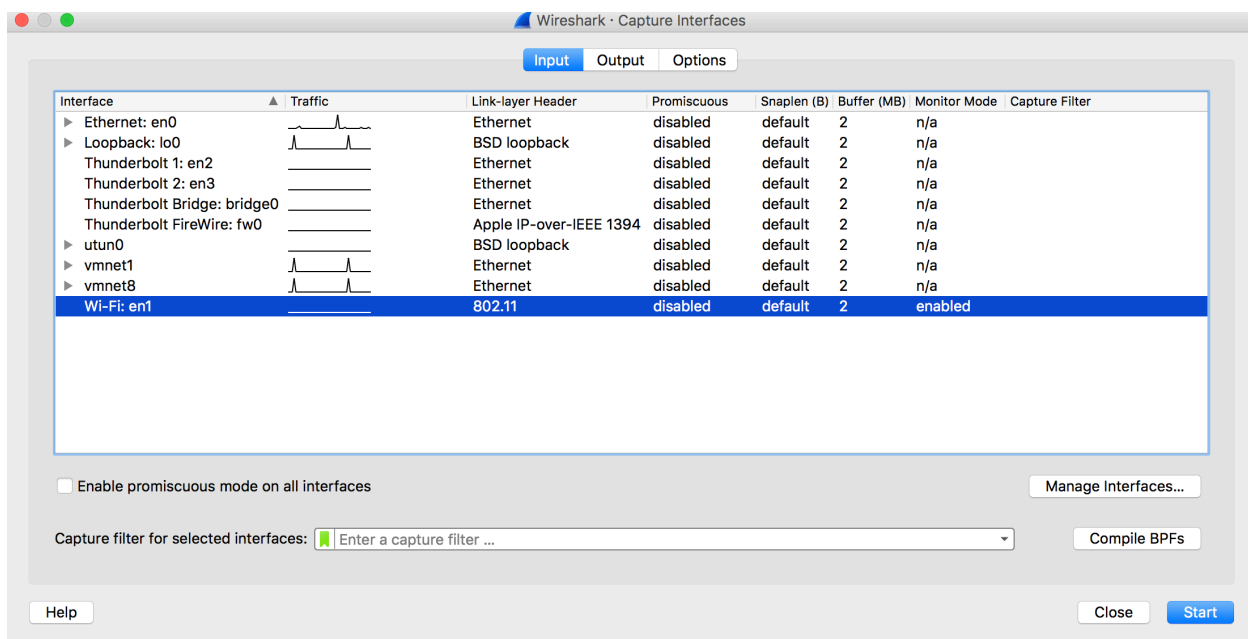 Wireshark · Capture Interfaces
Input Output Options
Interface Traffic Link-layer Header Promiscuous Snaplen (B) Buffer (MB) Monitor Mode Capture Filter
Ethernet: en0 Ethernet disabled default 2 n/a
Loopback: lo0 BSD loopback disabled default 2 n/a
Thunderbolt 1: en2 Ethernet disabled default 2 n/a
Thunderbolt 2: en3 Ethernet disabled default 2 n/a
Thunderbolt Bridge: bridge0 Ethernet disabled default 2 n/a
Thunderbolt FireWire: fw0 Apple IP-over-IEEE 1394 disabled default 2 n/a
utun0 BSD loopback disabled default 2 n/a
vmnet1 Ethernet disabled default 2 n/a
vmnet8 Ethernet disabled default 2 n/a
Wi-Fi: en1 802.11 disabled default 2 enabled
Enable promiscuous mode on all interfaces Manage Interfaces...
Capture filter for selected interfaces: Enter a capture filter ... Compile BPFs
Help Close Start